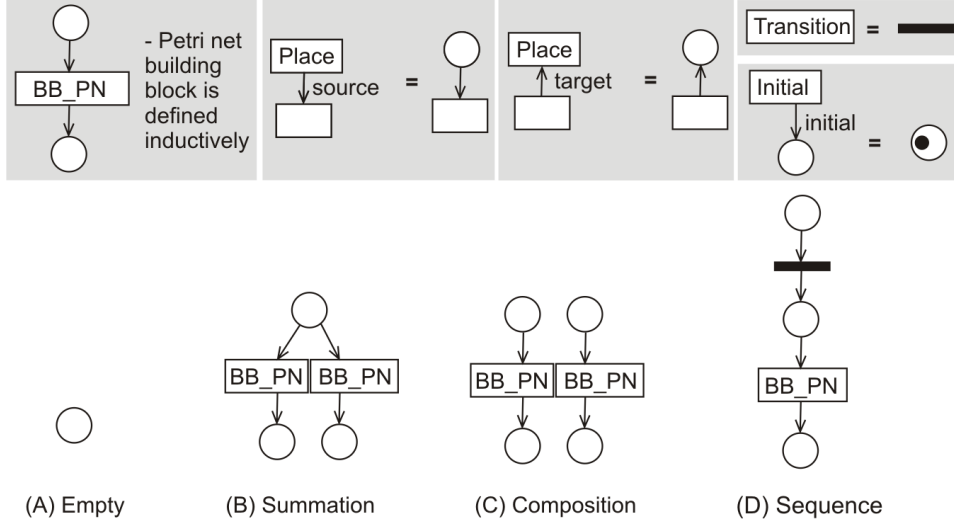 BB_PN
- Petri net
building
block is
defined
inductively
Place
source
=
Place
target
=
Transition
=
Initial
initial
=
BB_PN BB_PN
BB_PN BB_PN
BB_PN
(A) Empty
(B) Summation
(C) Composition
(D) Sequence